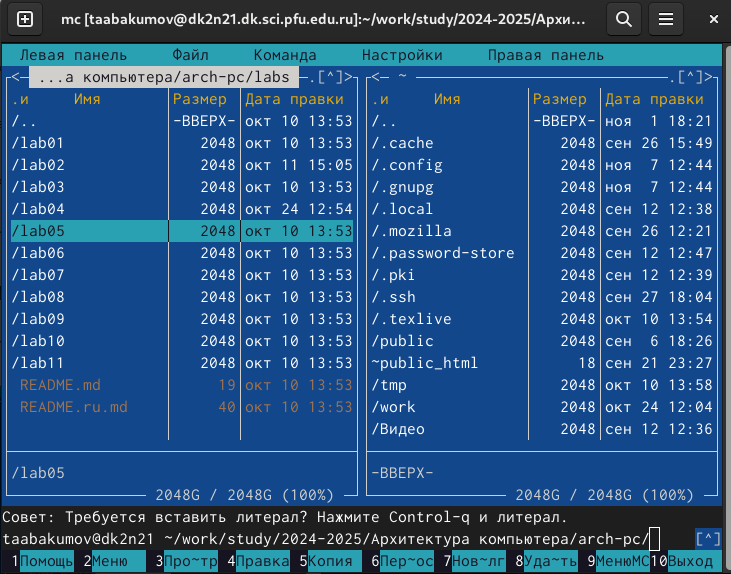 mc [taabakumov@dk2n21.dk.sci.pfu.edu.ru]:~/work/study/2024-2025/Архи...
Левая панель Файл Команда Настройки Правая панель
<— ...а компьютера/arch-pc/labs —.[^]> <— ~ —.[^]>
.и Имя Размер Дата правки .и Имя Размер Дата правки
/.. -ВВЕРХ- окт 10 13:53 /.. -ВВЕРХ- ноя 1 18:21
/lab01 2048 окт 10 13:53 /.cache 2048 сен 26 15:49
/lab02 2048 окт 11 15:05 /.config 2048 ноя 7 12:44
/lab03 2048 окт 10 13:53 /.gnupg 2048 ноя 7 12:44
/lab04 2048 окт 24 12:54 /.local 2048 сен 12 12:38
/lab05 2048 окт 10 13:53 /.mozilla 2048 сен 26 12:21
/lab06 2048 окт 10 13:53 /.password-store 2048 сен 12 12:47
/lab07 2048 окт 10 13:53 /.pki 2048 сен 12 12:39
/lab08 2048 окт 10 13:53 /.ssh 2048 сен 27 18:04
/lab09 2048 окт 10 13:53 /.texlive 2048 окт 10 13:54
/lab10 2048 окт 10 13:53 /public 2048 сен 6 18:26
/lab11 2048 окт 10 13:53 ~public_html 18 сен 21 23:27
README.md 19 окт 10 13:53 /tmp 2048 окт 10 13:58
README.ru.md 40 окт 10 13:53 /work 2048 окт 24 12:04
/Видео 2048 сен 12 12:36
/lab05 -ВВЕРХ-
2048G / 2048G (100%) 2048G / 2048G (100%)
Совет: Требуется вставить литерал? Нажмите Control-q и литерал.
taabakumov@dk2n21 ~/work/study/2024-2025/Архитектура компьютера/arch-pc/ [^]
1Помощь 2Меню 3Про~тр 4Правка 5Копия 6Пер~ос 7Нов~лг 8Уда~ть 9МенюMC 10Выход